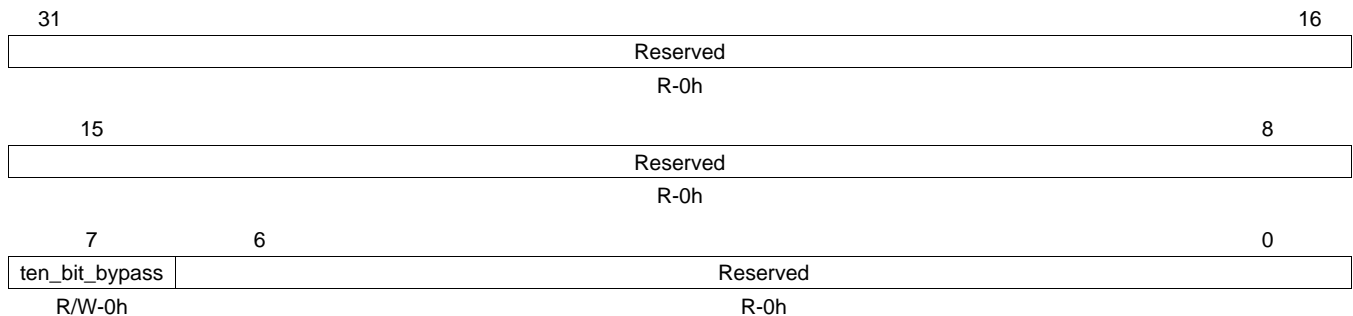 31 16
Reserved
R-0h
15 8
Reserved
R-0h
7 6 0
ten_bit_bypass Reserved
R/W-0h R-0h